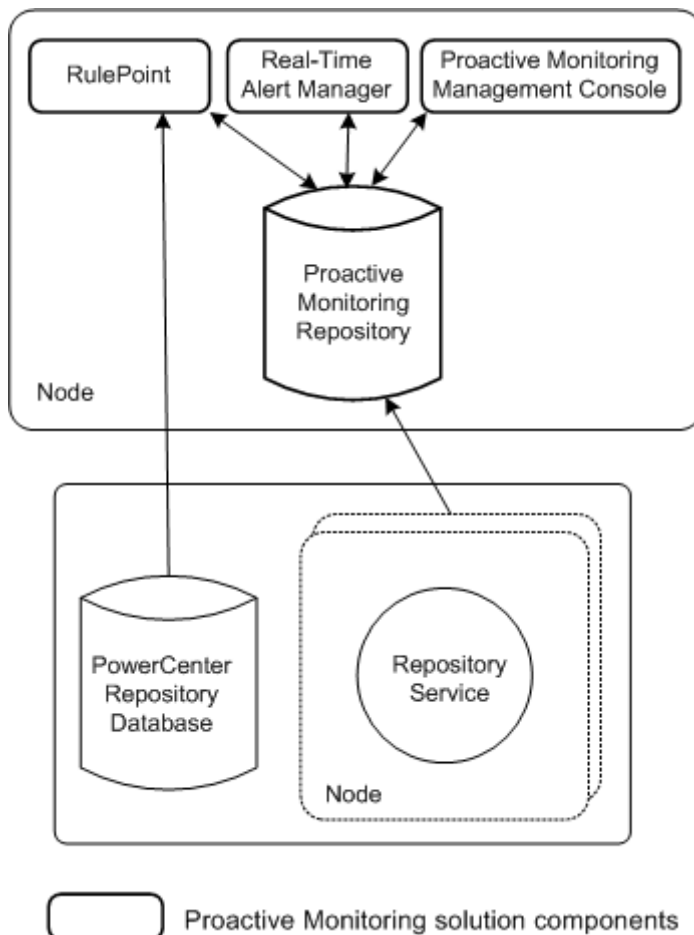 RulePoint
Real-Time
Alert Manager
Proactive Monitoring
Management Console
Proactive
Monitoring
Repository
Node
PowerCenter
Repository
Database
Repository
Service
Node
Proactive Monitoring solution components